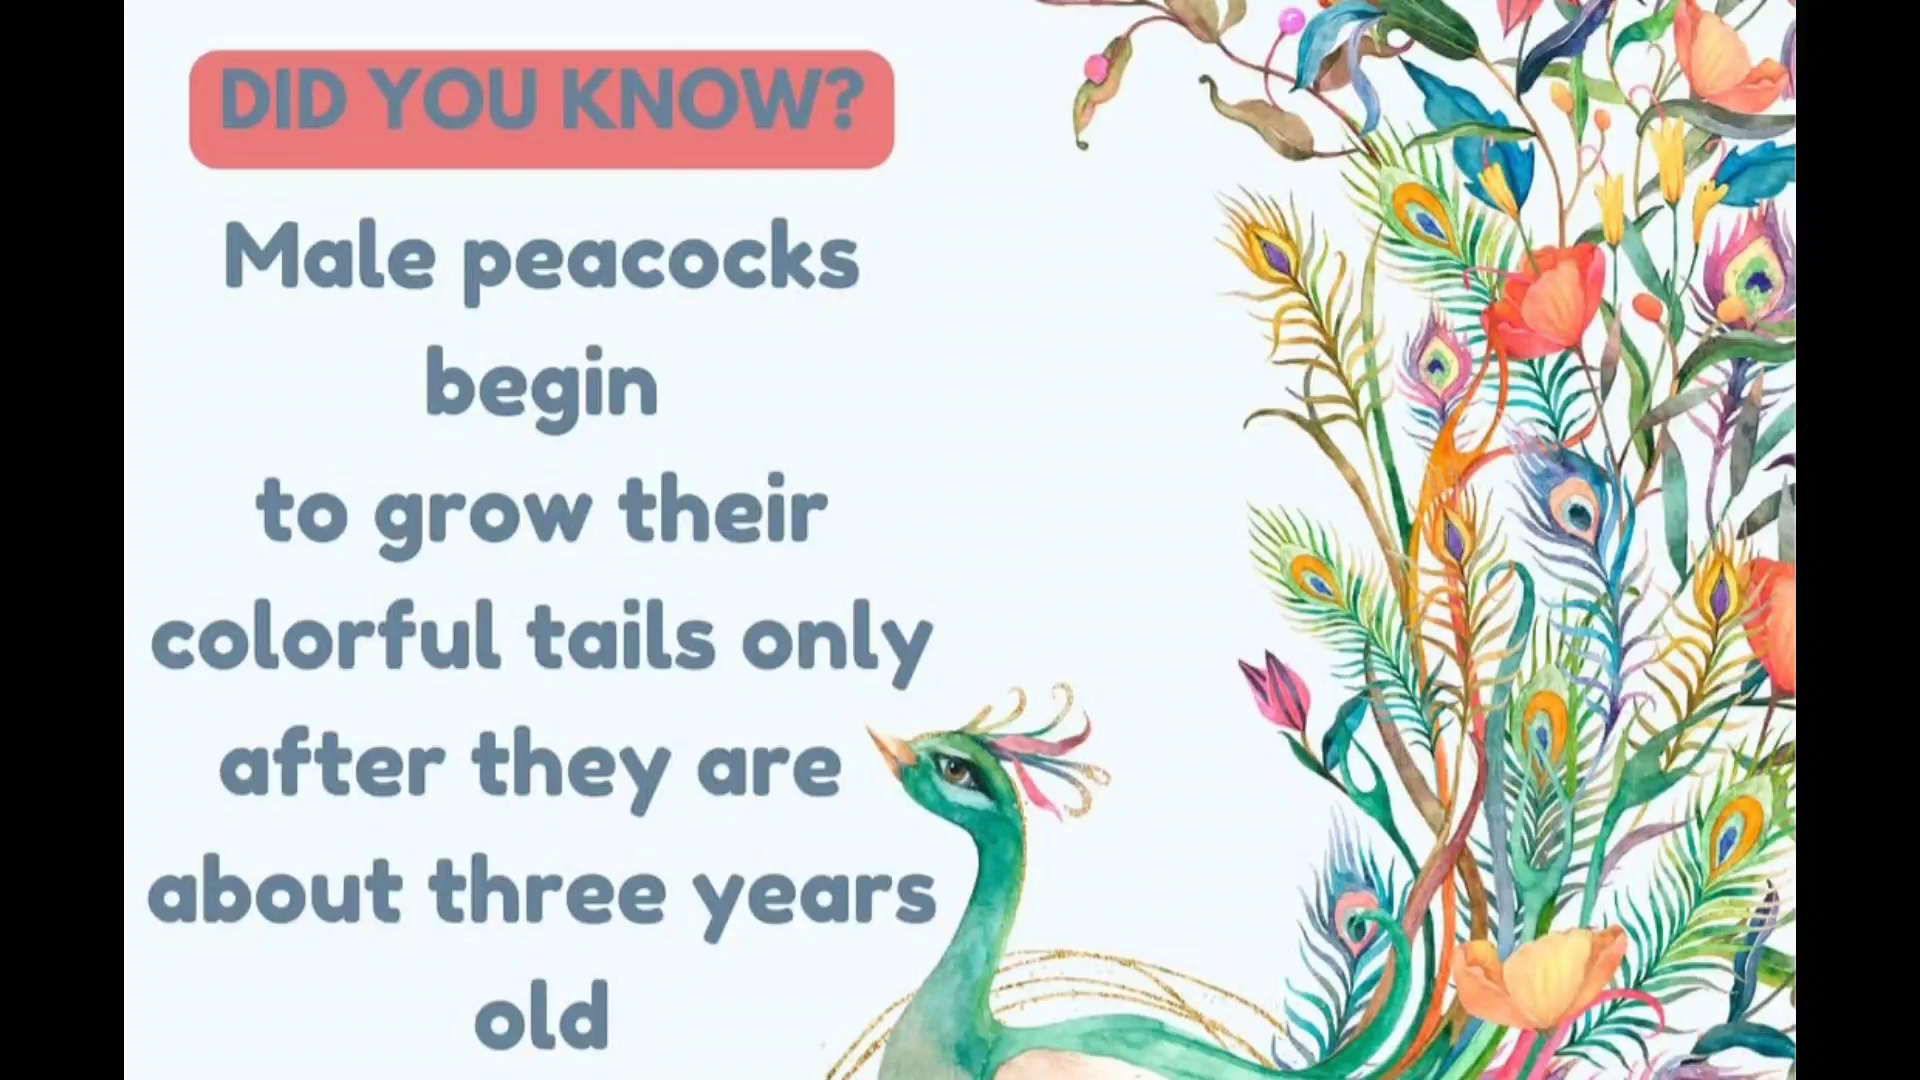 DID YOU KNOW?
Male peacocks
begin
to grow their
colorful tails only
after they are
about three years
old